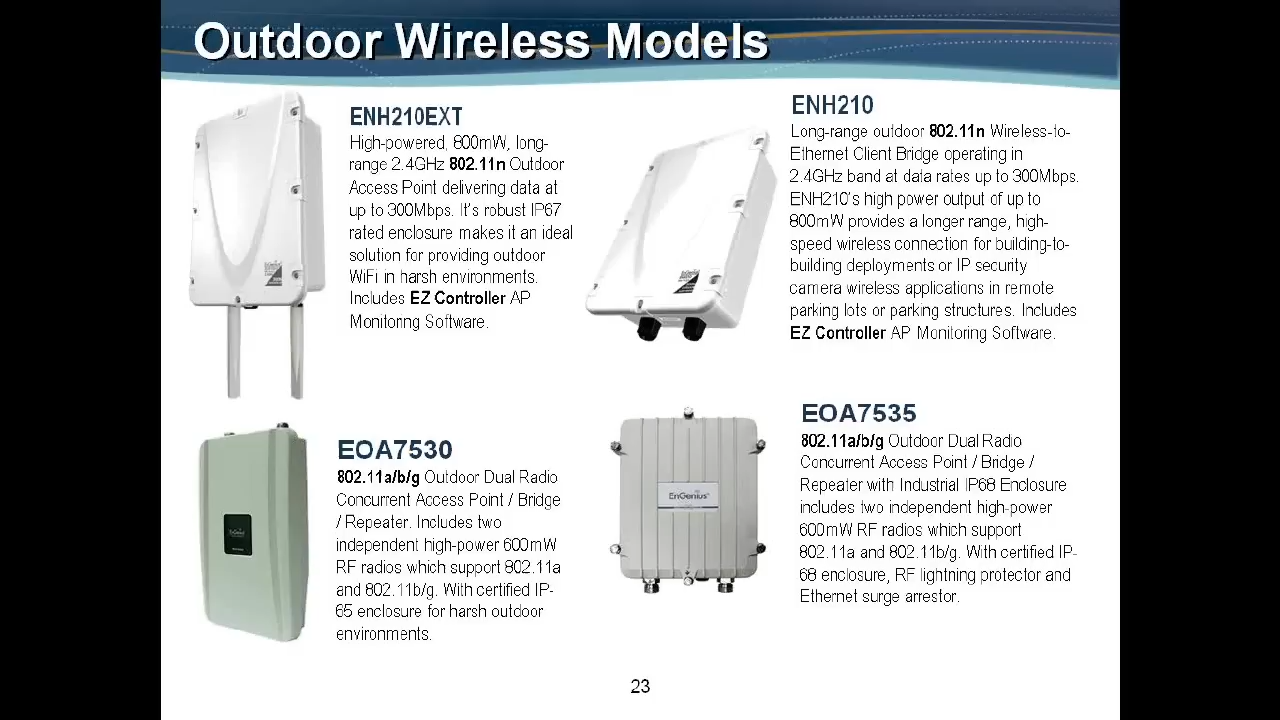 Outdoor Wireless Models
ENH210EXT
High-powered, 800mW, long-
range 2.4GHz 802.11n Outdoor
Access Point delivering data at
up to 300Mbps. It's robust IP67
rated enclosure makes it an ideal
solution for providing outdoor
WiFi in harsh environments.
Includes EZ Controller AP
Monitoring Software.
ENH210
Long-range outdoor 802.11n Wireless-to-
Ethernet Client Bridge operating in
2.4GHz band at data rates up to 300Mbps.
ENH210's high power output of up to
800mW provides a longer range, high-
speed wireless connection for building-to-
building deployments or IP security
camera wireless applications in remote
parking lots or parking structures. Includes
EZ Controller AP Monitoring Software.
EOA7530
802.11a/b/g Outdoor Dual Radio
Concurrent Access Point / Bridge
/ Repeater. Includes two
independent high-power 600mW
RF radios which support 802.11a
and 802.11b/g. With certified IP-
65 enclosure for harsh outdoor
environments.
EnGenius
EOA7535
802.11a/b/g Outdoor Dual Radio
Concurrent Access Point / Bridge /
Repeater with Industrial IP68 Enclosure
includes two independent high-power
600mW RF radios which support
802.11a and 802.11b/g. With certified IP-
68 enclosure, RF lightning protector and
Ethernet surge arrestor.
23